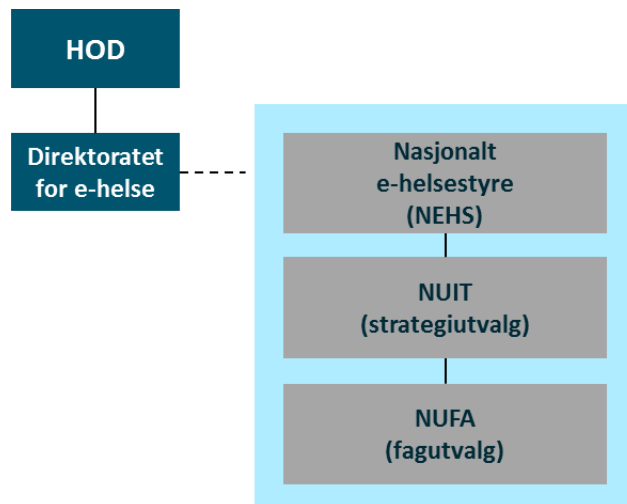 HOD
Direktoratet
for e-helse
Nasjonalt
e-helsestyre
(NEHS)
NUIT
(strategiutvalg)
NUFA
(fagutvalg)